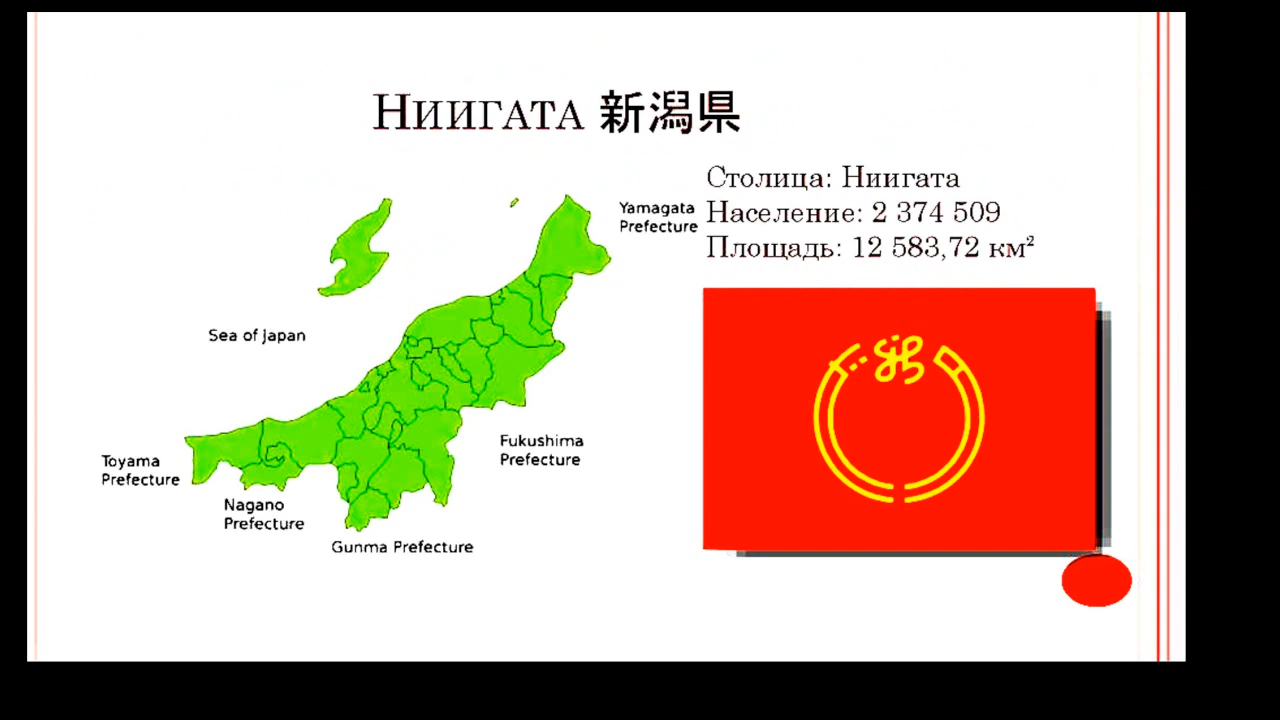 Ниигата 新潟県
Столица: Ниигата
Население: 2 374 509
Площадь: 12 583,72 км²
Yamagata
Prefecture
Sea of Japan
Fukushima
Prefecture
Toyama
Prefecture
Nagano
Prefecture
Gunma Prefecture